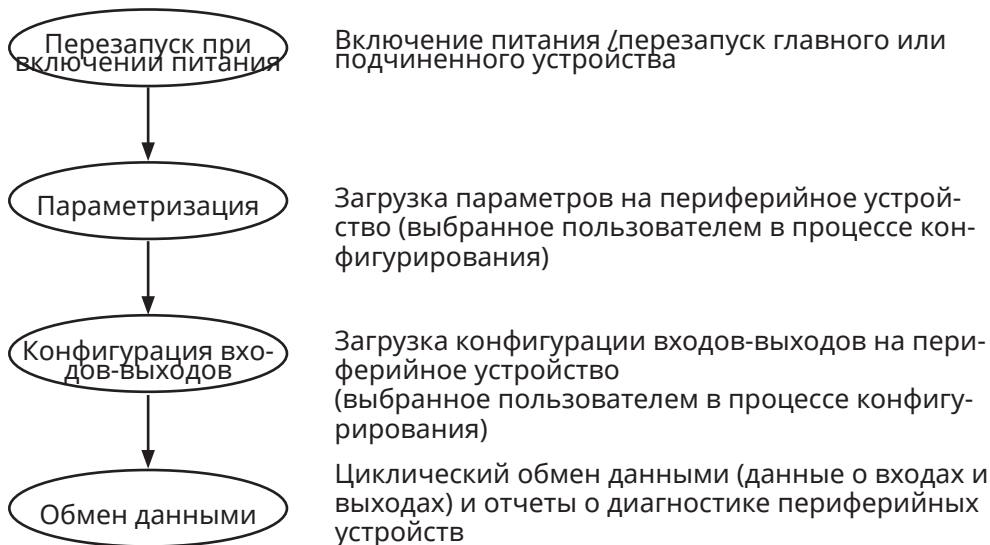 Перезапуск при
включении питания
Включение питания /перезапуск главного или
подчиненного устройства
Параметризация
Загрузка параметров на периферийное устрой-
ство (выбранное пользователем в процессе кон-
фигурирования)
Конфигурация вхо-
дов-выходов
Загрузка конфигурации входов-выходов на пери-
ферийное устройство
(выбранное пользователем в процессе конфигу-
рирования)
Обмен данными
Циклический обмен данными (данные о входах и
выходах) и отчеты о диагностике периферийных
устройств